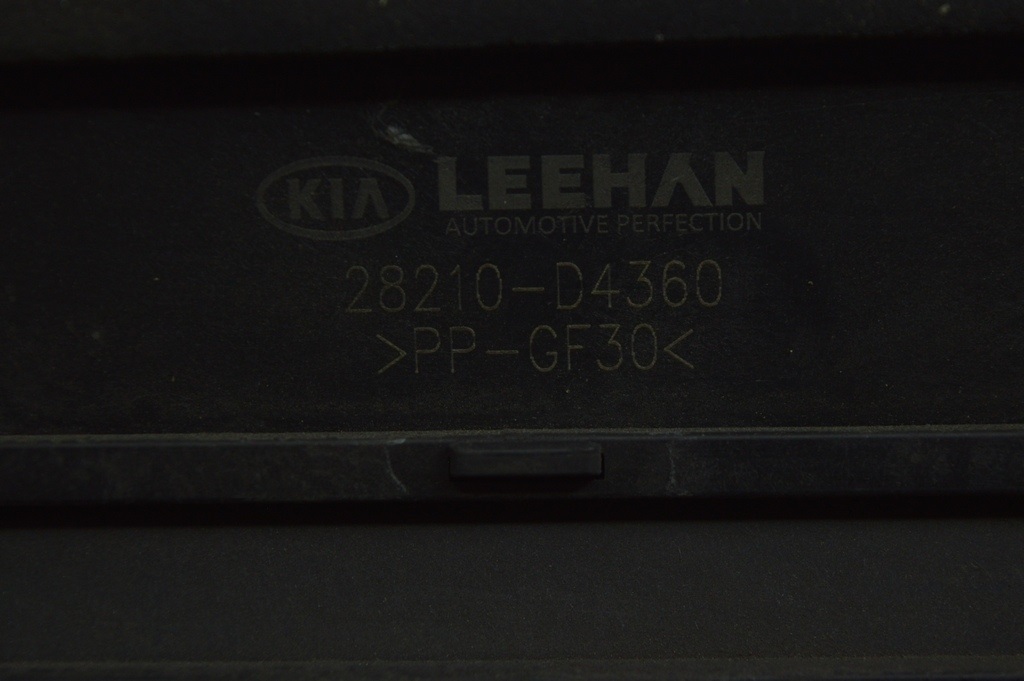 KIA LEEHAN
AUTOMOTIVE PERFECTION
28210-D4360
>PP-GF30<